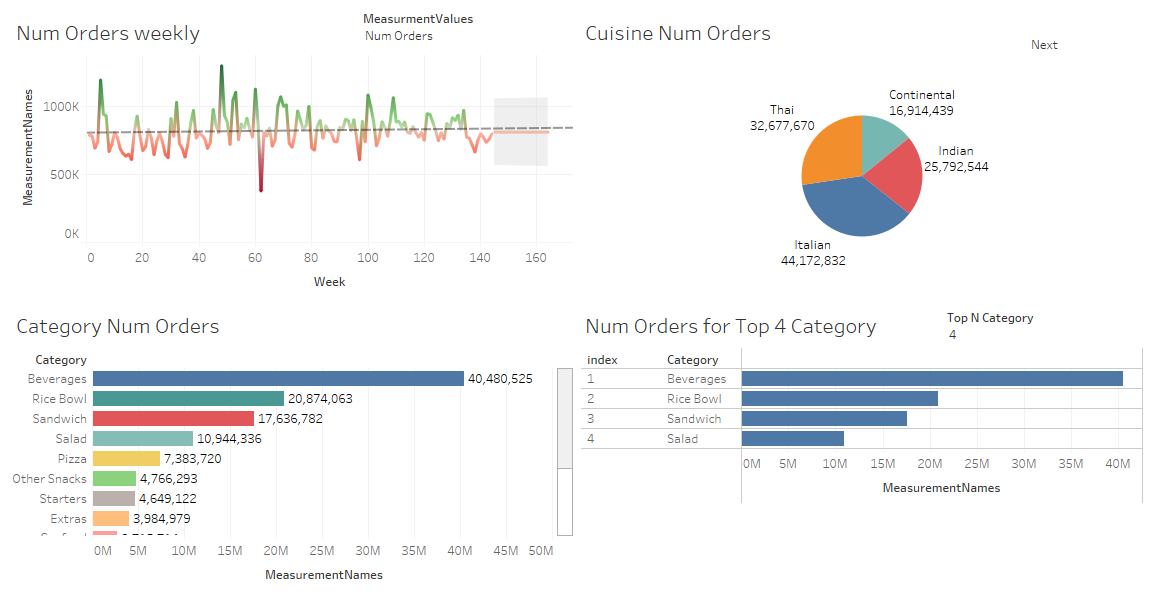 Num Orders weekly
MeasurmentValues
Num Orders
MeasurementNames
1000K
500K
0K
0 20 40 60 80 100 120 140 160
Week
Cuisine Num Orders
Next
Continental
16,914,439
Thai
32,677,670
Indian
25,792,544
Italian
44,172,832
Category Num Orders
Category
Beverages 40,480,525
Rice Bowl 20,874,063
Sandwich 17,636,782
Salad 10,944,336
Pizza 7,383,720
Other Snacks 4,766,293
Starters 4,649,122
Extras 3,984,979
0M 5M 10M 15M 20M 25M 30M 35M 40M 45M 50M
MeasurementNames
Num Orders for Top 4 Category
Top N Category
4
index Category
1 Beverages
2 Rice Bowl
3 Sandwich
4 Salad
0M 5M 10M 15M 20M 25M 30M 35M 40M
MeasurementNames